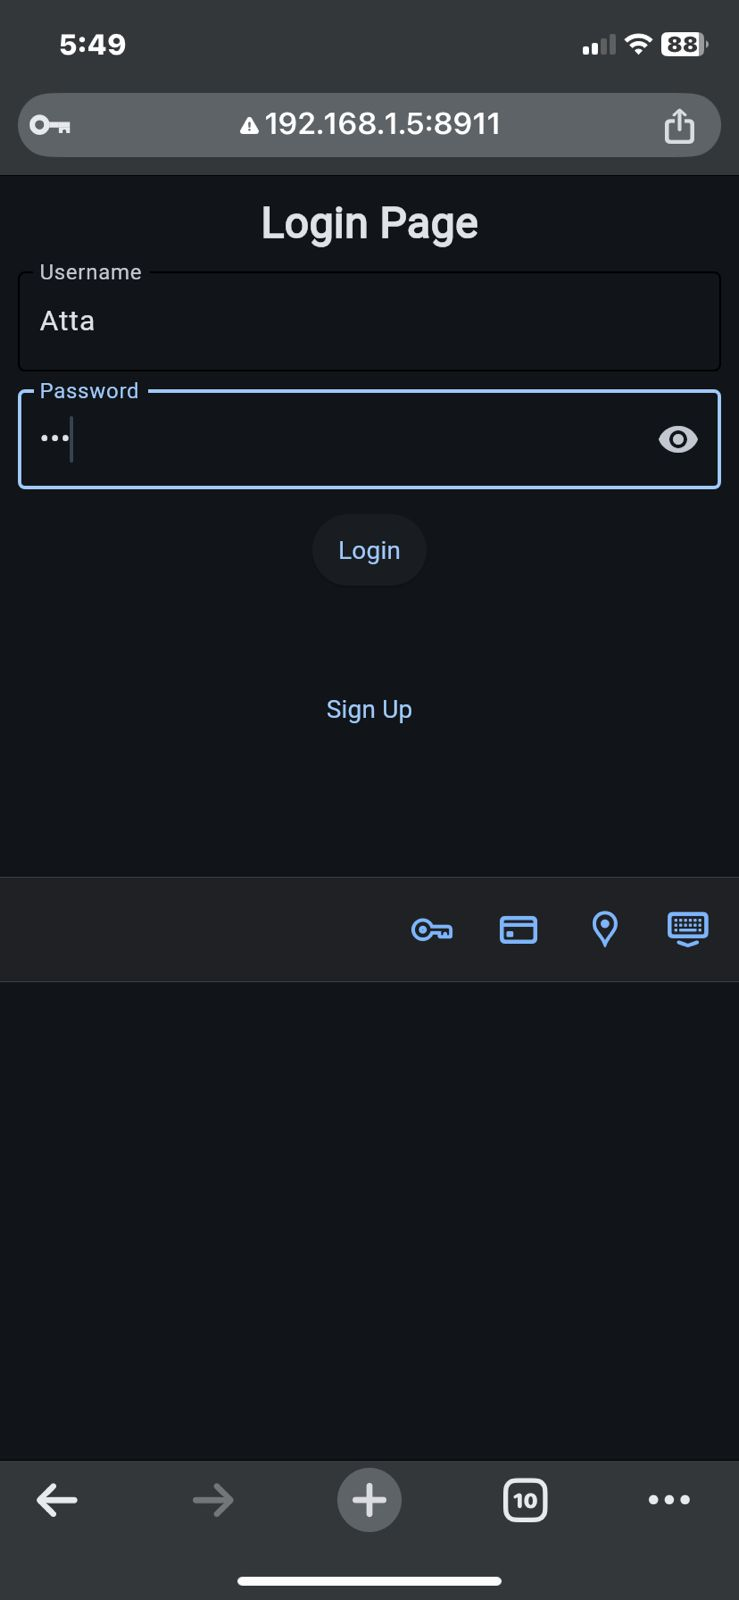 5:49
88
192.168.1.5:8911
Login Page
Username
Atta
Password
•••
Login
Sign Up
10